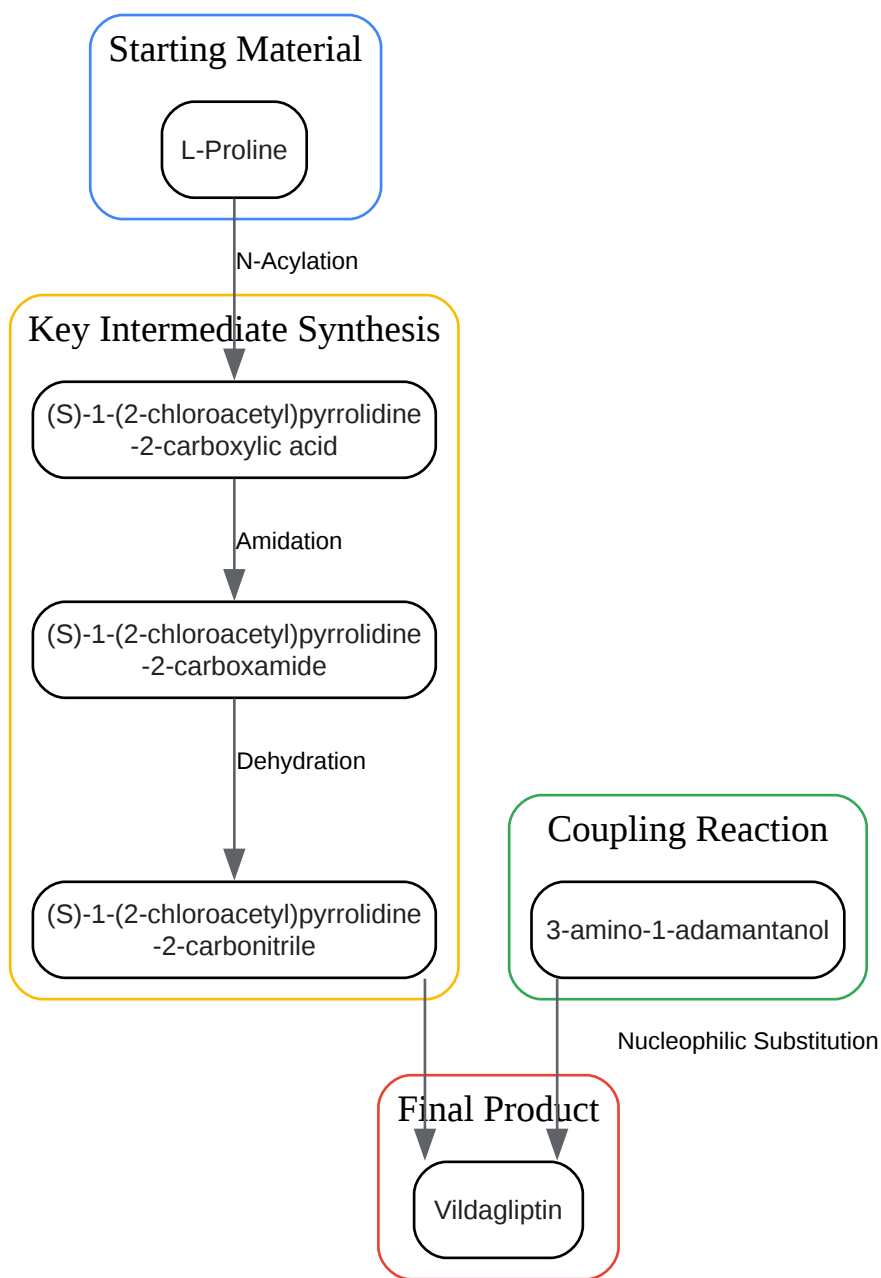 Starting Material
L-Proline
N-Acylation
Key Intermediate Synthesis
(S)-1-(2-chloroacetyl)pyrrolidine
-2-carboxylic acid
Amidation
(S)-1-(2-chloroacetyl)pyrrolidine
-2-carboxamide
Dehydration
(S)-1-(2-chloroacetyl)pyrrolidine
-2-carbonitrile
Coupling Reaction
3-amino-1-adamantanol
Nucleophilic Substitution
Final Product
Vildagliptin